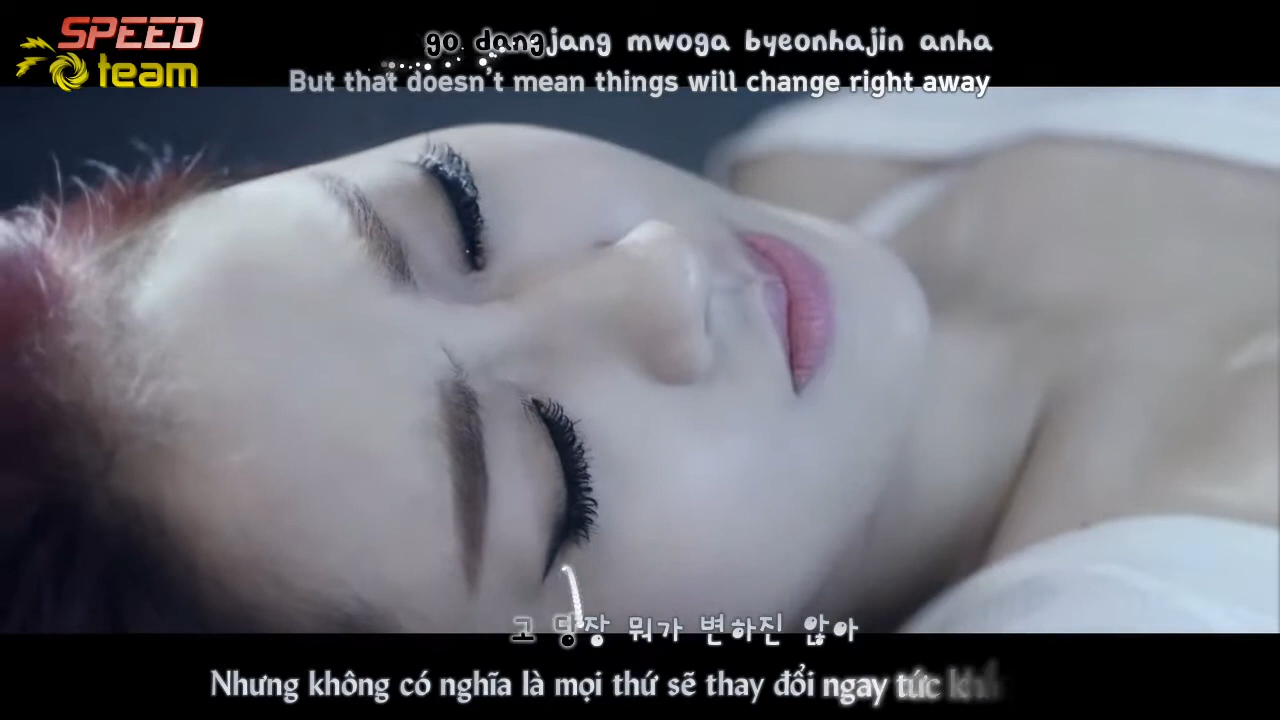 SPEED
team
go dangjang mwoga byeonhajin anha
But that doesn't mean things will change right away
고 당장 뭐가 변하진 않아
Nhưng không có nghĩa là mọi thứ sẽ thay đổi ngay tức